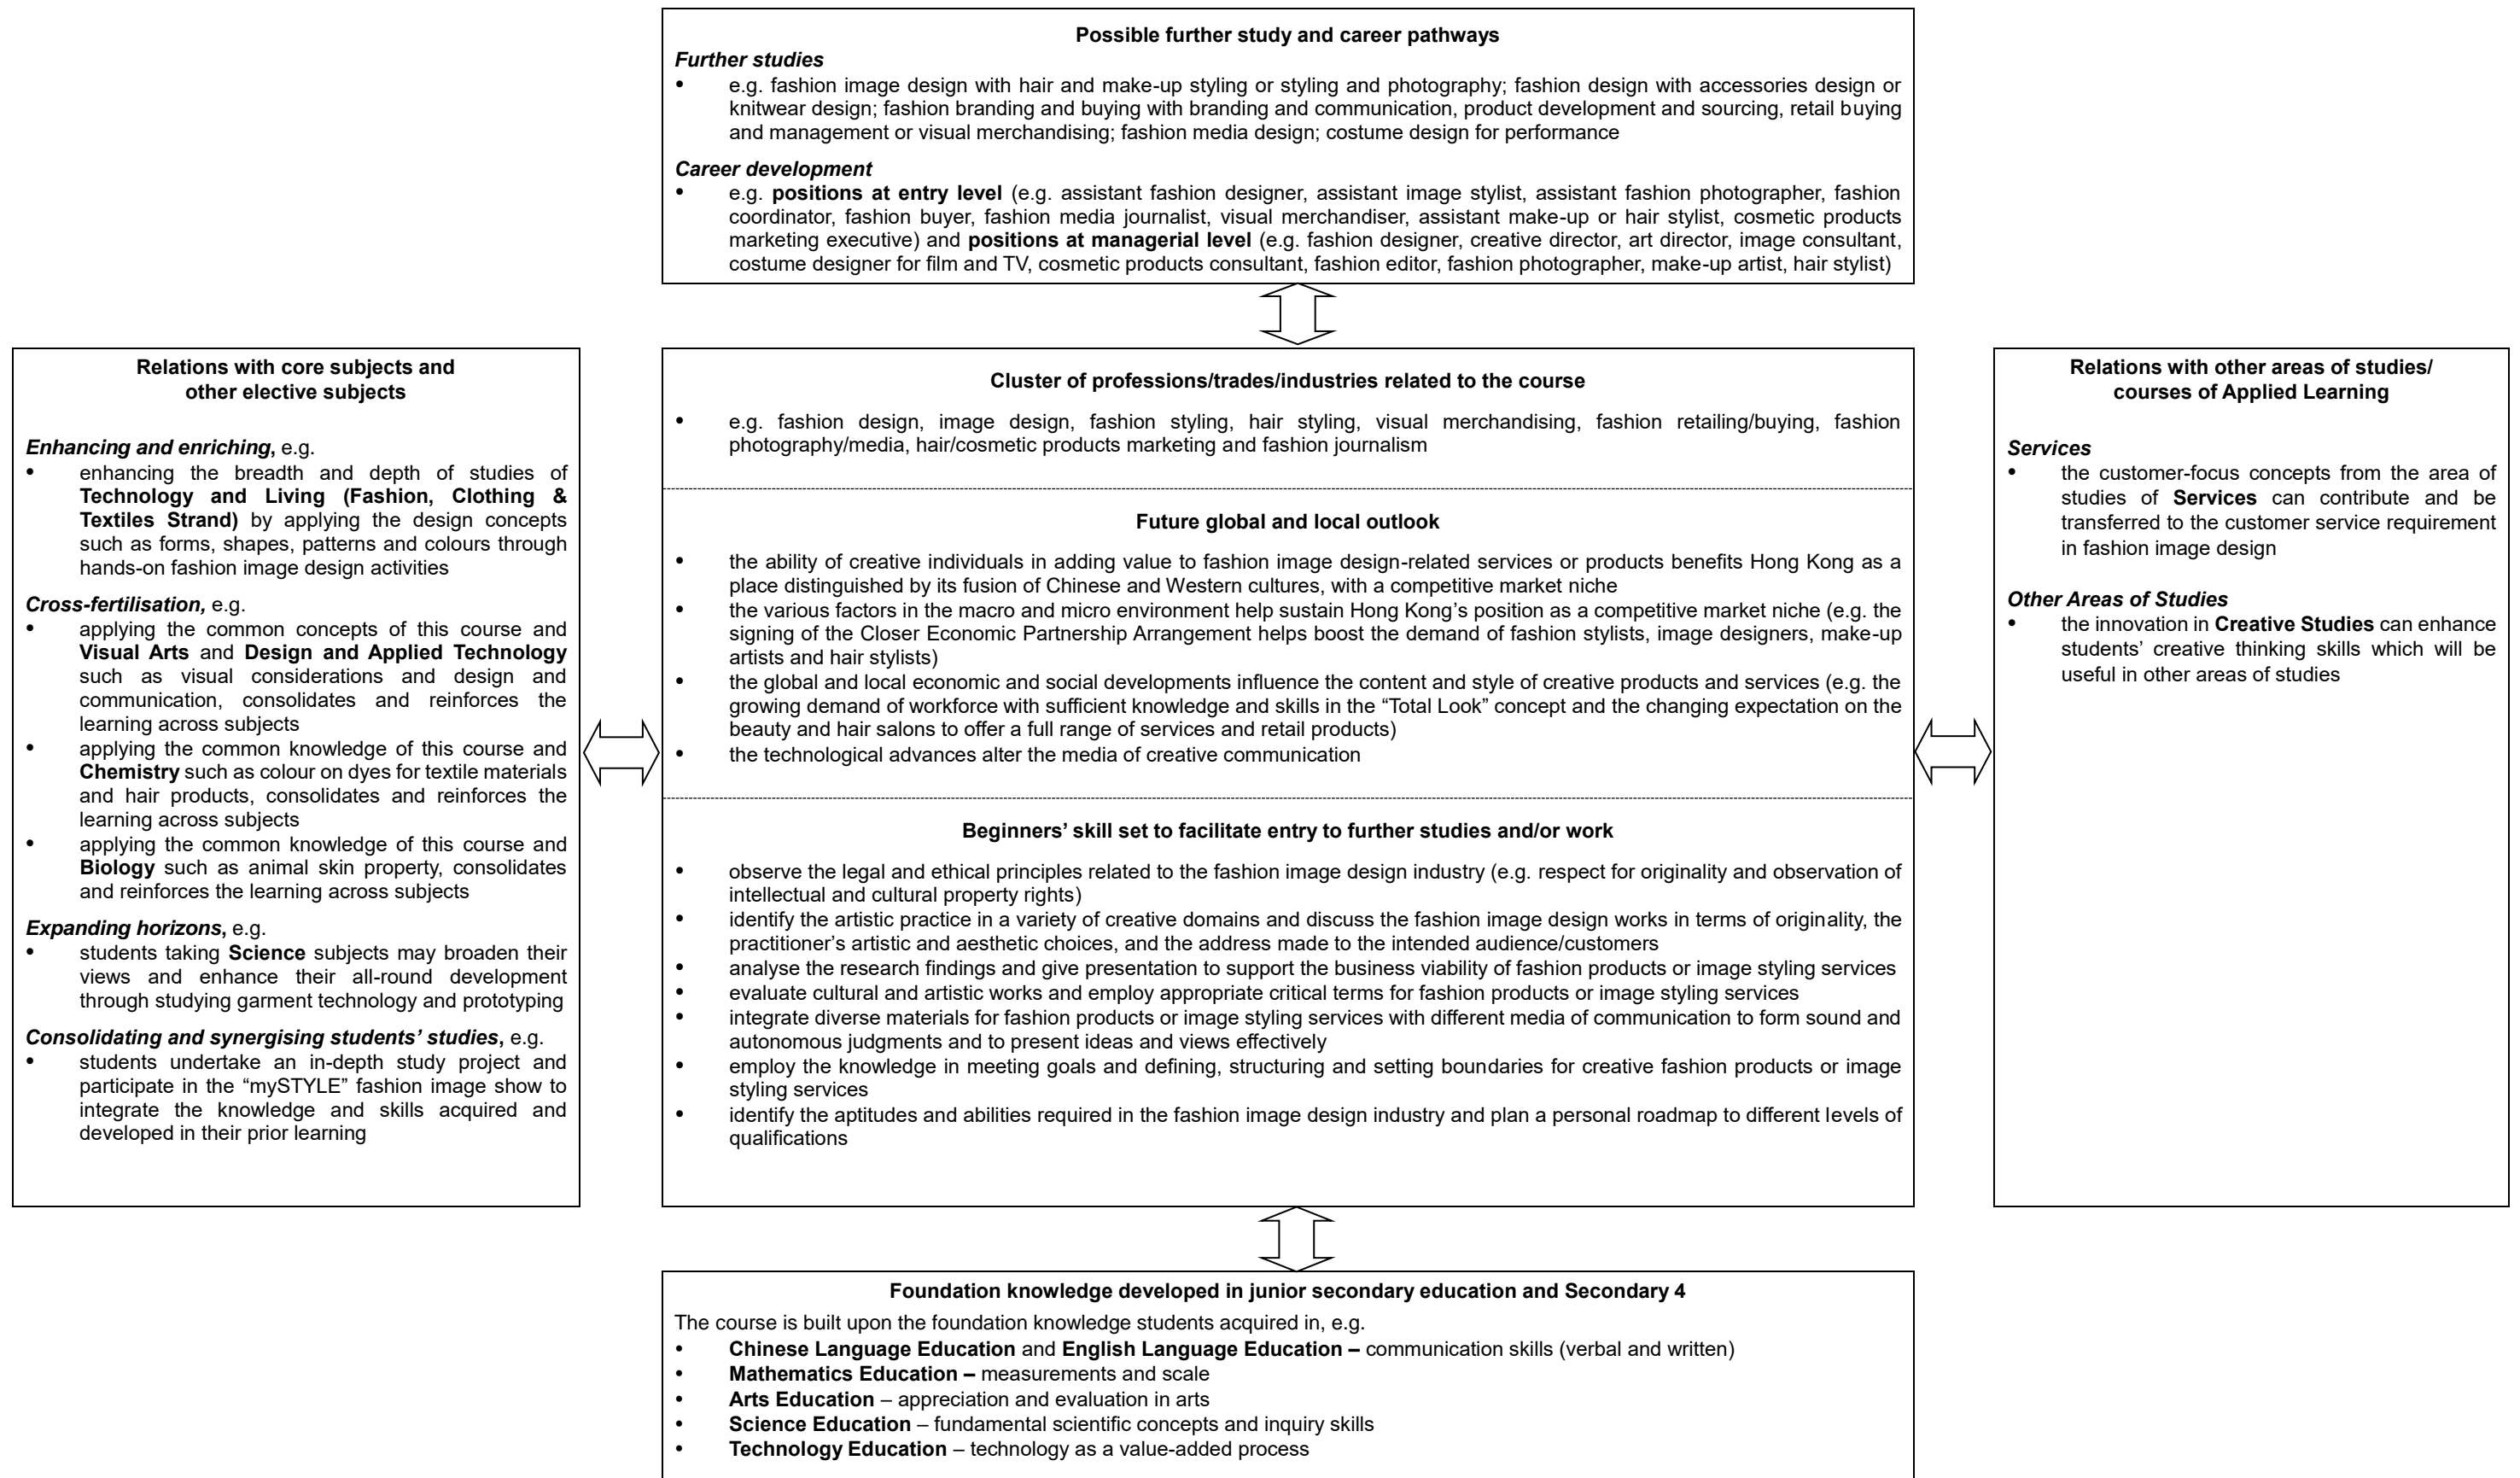 Possible further study and career pathways
Further studies
• e.g. fashion image design with hair and make-up styling or styling and photography; fashion design with accessories design or
knitwear design; fashion branding and buying with branding and communication, product development and sourcing, retail buying
and management or visual merchandising; fashion media design; costume design for performance
Career development
• e.g. positions at entry level (e.g. assistant fashion designer, assistant image stylist, assistant fashion photographer, fashion
coordinator, fashion buyer, fashion media journalist, visual merchandiser, assistant make-up or hair stylist, cosmetic products
marketing executive) and positions at managerial level (e.g. fashion designer, creative director, art director, image consultant,
costume designer for film and TV, cosmetic products consultant, fashion editor, fashion photographer, make-up artist, hair stylist)
Relations with core subjects and
other elective subjects
Enhancing and enriching, e.g.
• enhancing the breadth and depth of studies of
Technology and Living (Fashion, Clothing &
Textiles Strand) by applying the design concepts
such as forms, shapes, patterns and colours through
hands-on fashion image design activities
Cross-fertilisation, e.g.
• applying the common concepts of this course and
Visual Arts and Design and Applied Technology
such as visual considerations and design and
communication, consolidates and reinforces the
learning across subjects
• applying the common knowledge of this course and
Chemistry such as colour on dyes for textile materials
and hair products, consolidates and reinforces the
learning across subjects
• applying the common knowledge of this course and
Biology such as animal skin property, consolidates
and reinforces the learning across subjects
Expanding horizons, e.g.
• students taking Science subjects may broaden their
views and enhance their all-round development
through studying garment technology and prototyping
Consolidating and synergising students' studies, e.g.
• students undertake an in-depth study project and
participate in the "mySTYLE" fashion image show to
integrate the knowledge and skills acquired and
developed in their prior learning
Cluster of professions/trades/industries related to the course
• e.g. fashion design, image design, fashion styling, hair styling, visual merchandising, fashion retailing/buying, fashion
photography/media, hair/cosmetic products marketing and fashion journalism
Future global and local outlook
• the ability of creative individuals in adding value to fashion image design-related services or products benefits Hong Kong as a
place distinguished by its fusion of Chinese and Western cultures, with a competitive market niche
• the various factors in the macro and micro environment help sustain Hong Kong's position as a competitive market niche (e.g. the
signing of the Closer Economic Partnership Arrangement helps boost the demand of fashion stylists, image designers, make-up
artists and hair stylists)
• the global and local economic and social developments influence the content and style of creative products and services (e.g. the
growing demand of workforce with sufficient knowledge and skills in the "Total Look" concept and the changing expectation on the
beauty and hair salons to offer a full range of services and retail products)
• the technological advances alter the media of creative communication
Beginners' skill set to facilitate entry to further studies and/or work
• observe the legal and ethical principles related to the fashion image design industry (e.g. respect for originality and observation of
intellectual and cultural property rights)
• identify the artistic practice in a variety of creative domains and discuss the fashion image design works in terms of originality, the
practitioner's artistic and aesthetic choices, and the address made to the intended audience/customers
• analyse the research findings and give presentation to support the business viability of fashion products or image styling services
• evaluate cultural and artistic works and employ appropriate critical terms for fashion products or image styling services
• integrate diverse materials for fashion products or image styling services with different media of communication to form sound and
autonomous judgments and to present ideas and views effectively
• employ the knowledge in meeting goals and defining, structuring and setting boundaries for creative fashion products or image
styling services
• identify the aptitudes and abilities required in the fashion image design industry and plan a personal roadmap to different levels of
qualifications
Relations with other areas of studies/
courses of Applied Learning
Services
• the customer-focus concepts from the area of
studies of Services can contribute and be
transferred to the customer service requirement
in fashion image design
Other Areas of Studies
• the innovation in Creative Studies can enhance
students' creative thinking skills which will be
useful in other areas of studies
Foundation knowledge developed in junior secondary education and Secondary 4
The course is built upon the foundation knowledge students acquired in, e.g.
• Chinese Language Education and English Language Education – communication skills (verbal and written)
• Mathematics Education – measurements and scale
• Arts Education – appreciation and evaluation in arts
• Science Education – fundamental scientific concepts and inquiry skills
• Technology Education – technology as a value-added process